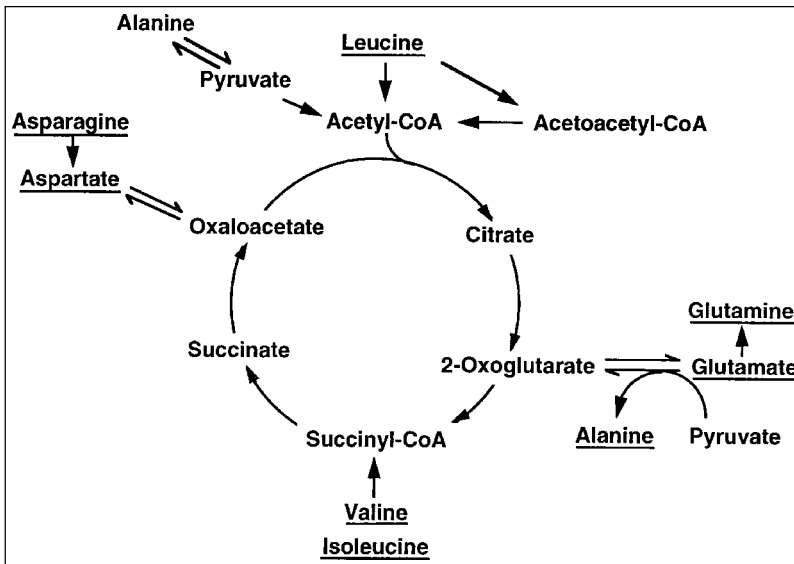 Alanine
Leucine
Pyruvate
Asparagine
Acetyl-CoA
Acetoacetyl-CoA
Aspartate
Oxaloacetate
Citrate
Glutamine
Succinate
2-Oxoglutarate
Glutamate
Succinyl-CoA
Alanine
Pyruvate
Valine
Isoleucine